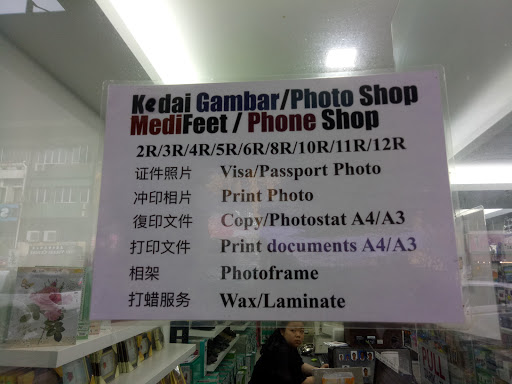 Kedai Gambar/Photo Shop
MediFeet / Phone Shop
2R/3R/4R/5R/6R/8R/10R/11R/12R
证件照片 Visa/Passport Photo
冲印相片 Print Photo
復印文件 Copy/Photostat A4/A3
打印文件 Print documents A4/A3
相架 Photoframe
打蜡服务 Wax/Laminate